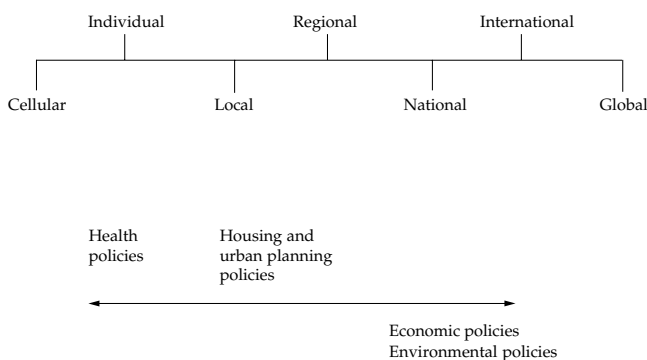 Individual Regional International
Cellular Local National Global
Health
policies
Housing and
urban planning
policies
Economic policies
Environmental policies